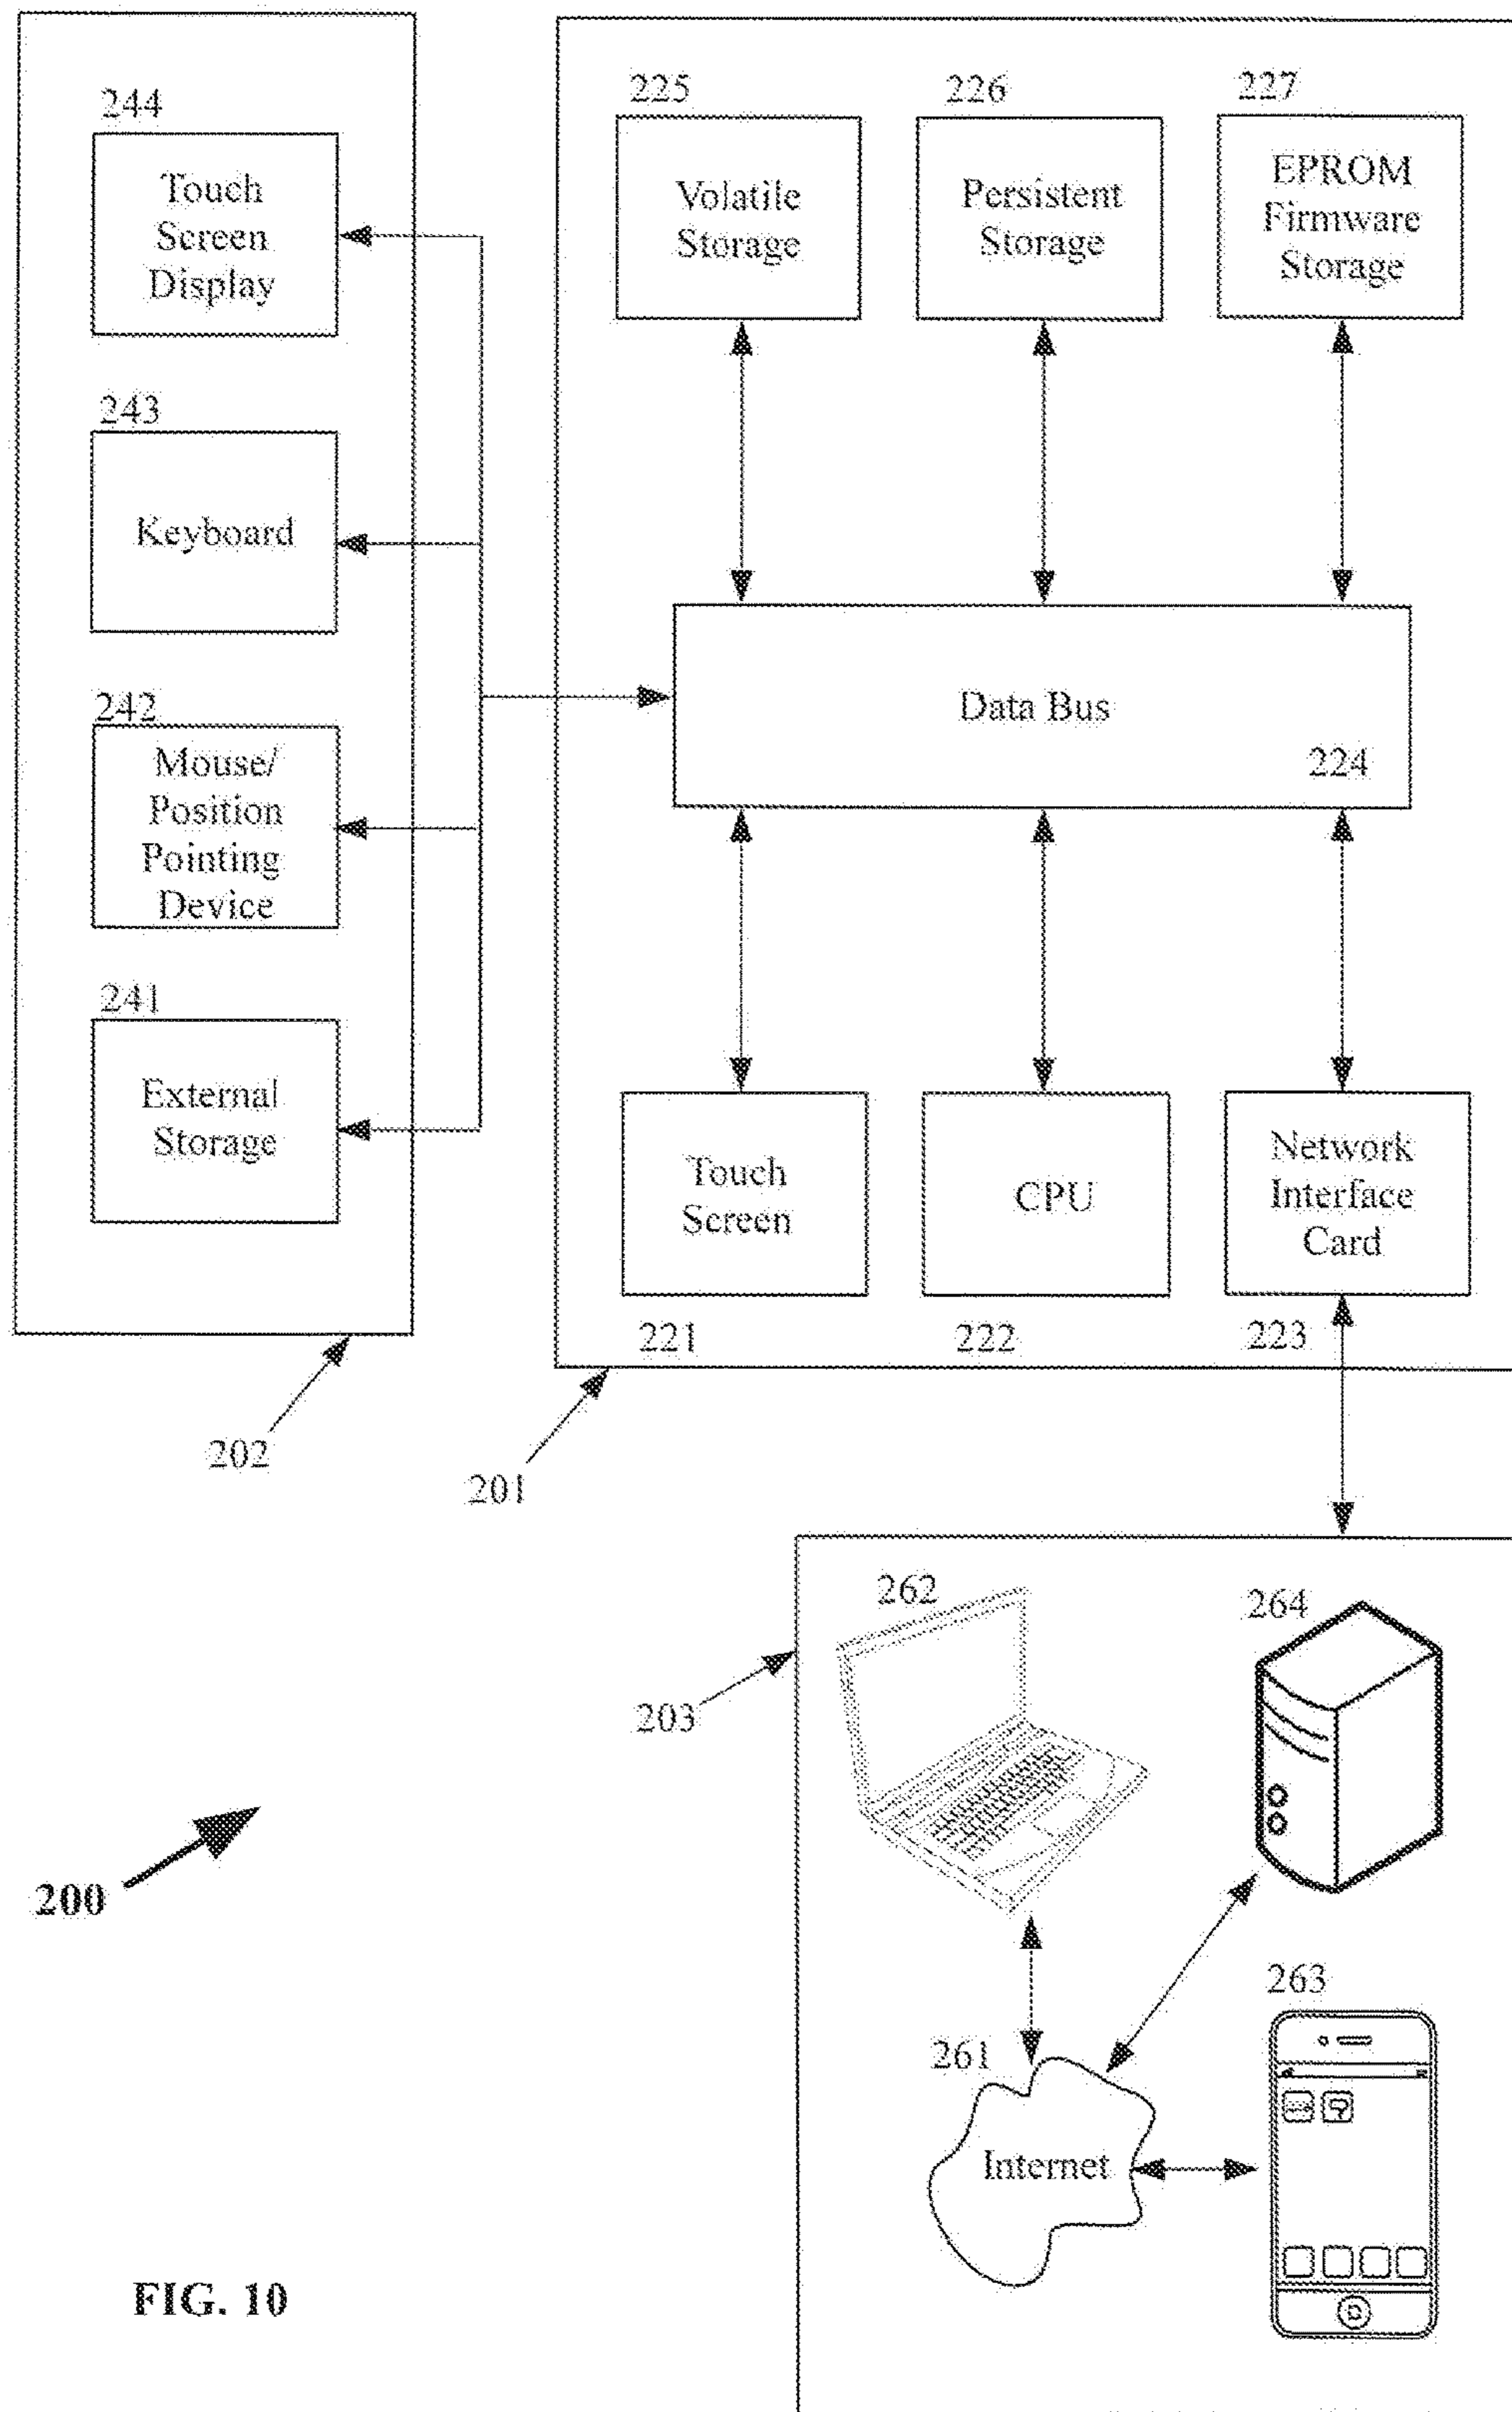 244
Touch
Screen
Display
243
Keyboard
242
Mouse/
Position
Pointing
Device
241
External
Storage
202
225
Volatile
Storage
226
Persistent
Storage
227
EPROM
Firmware
Storage
Data Bus
224
Touch
Screen
221
CPU
222
Network
Interface
Card
223
201
203
262
264
261
Internet
263
200
FIG. 10